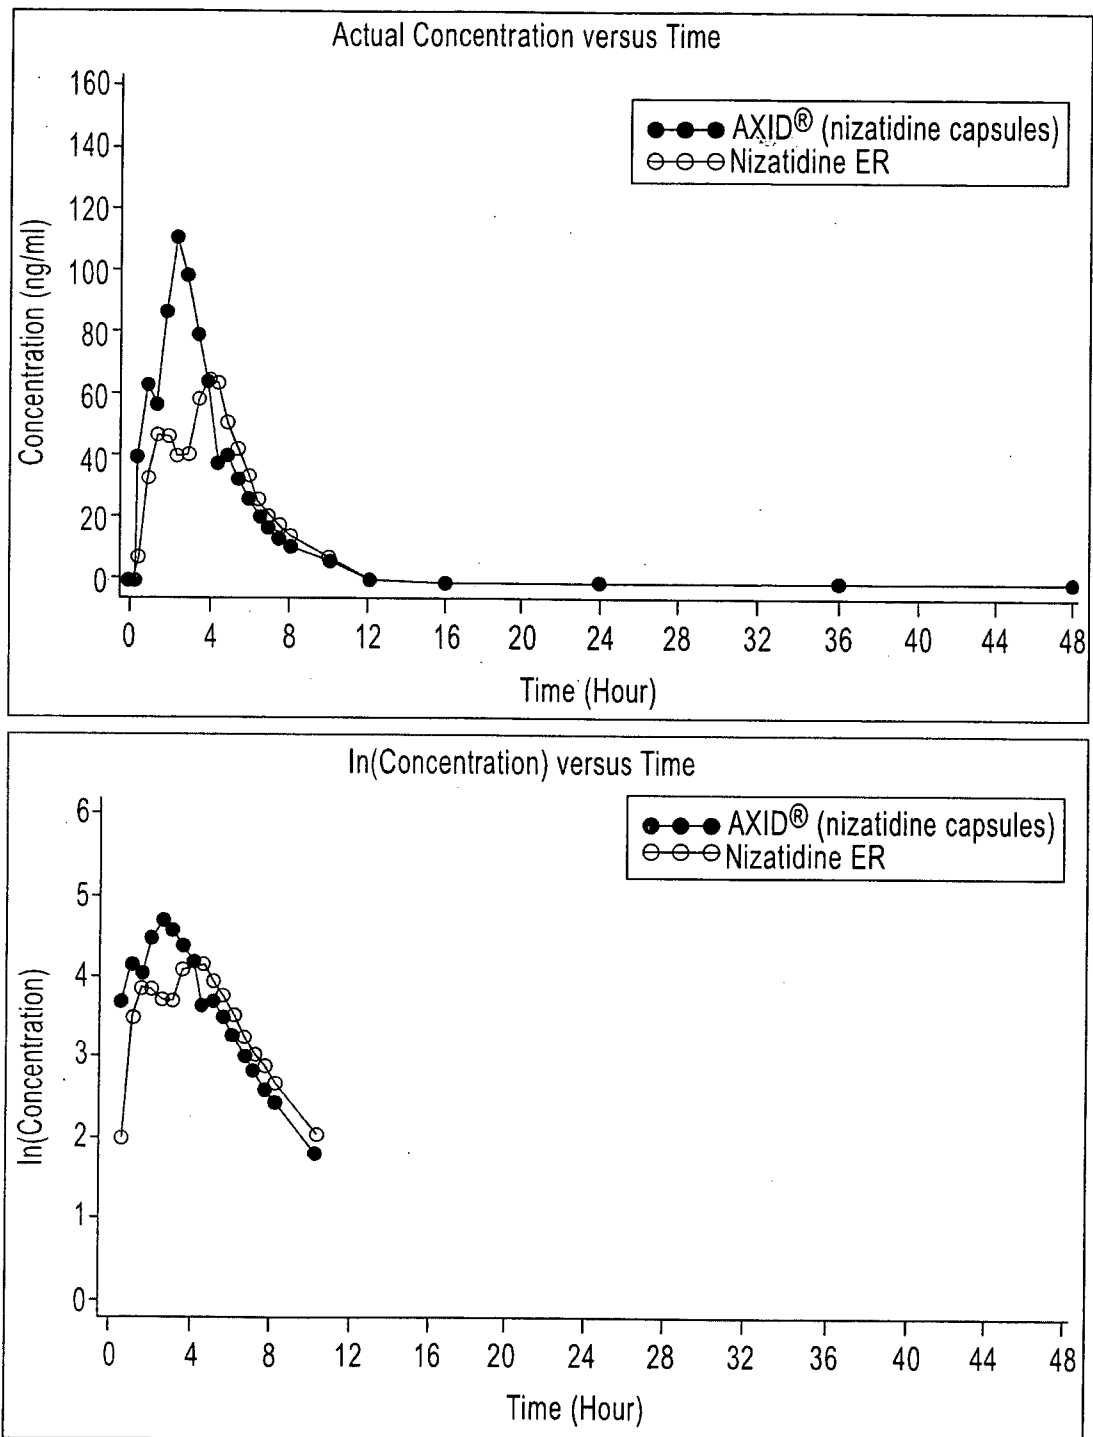 Actual Concentration versus Time
160
140
120
100
80
60
40
20
0
Concentration (ng/ml)
AXID® (nizatidine capsules)
Nizatidine ER
0 4 8 12 16 20 24 28 32 36 40 44 48
Time (Hour)
ln(Concentration) versus Time
6
5
4
3
2
1
0
ln(Concentration)
AXID® (nizatidine capsules)
Nizatidine ER
0 4 8 12 16 20 24 28 32 36 40 44 48
Time (Hour)